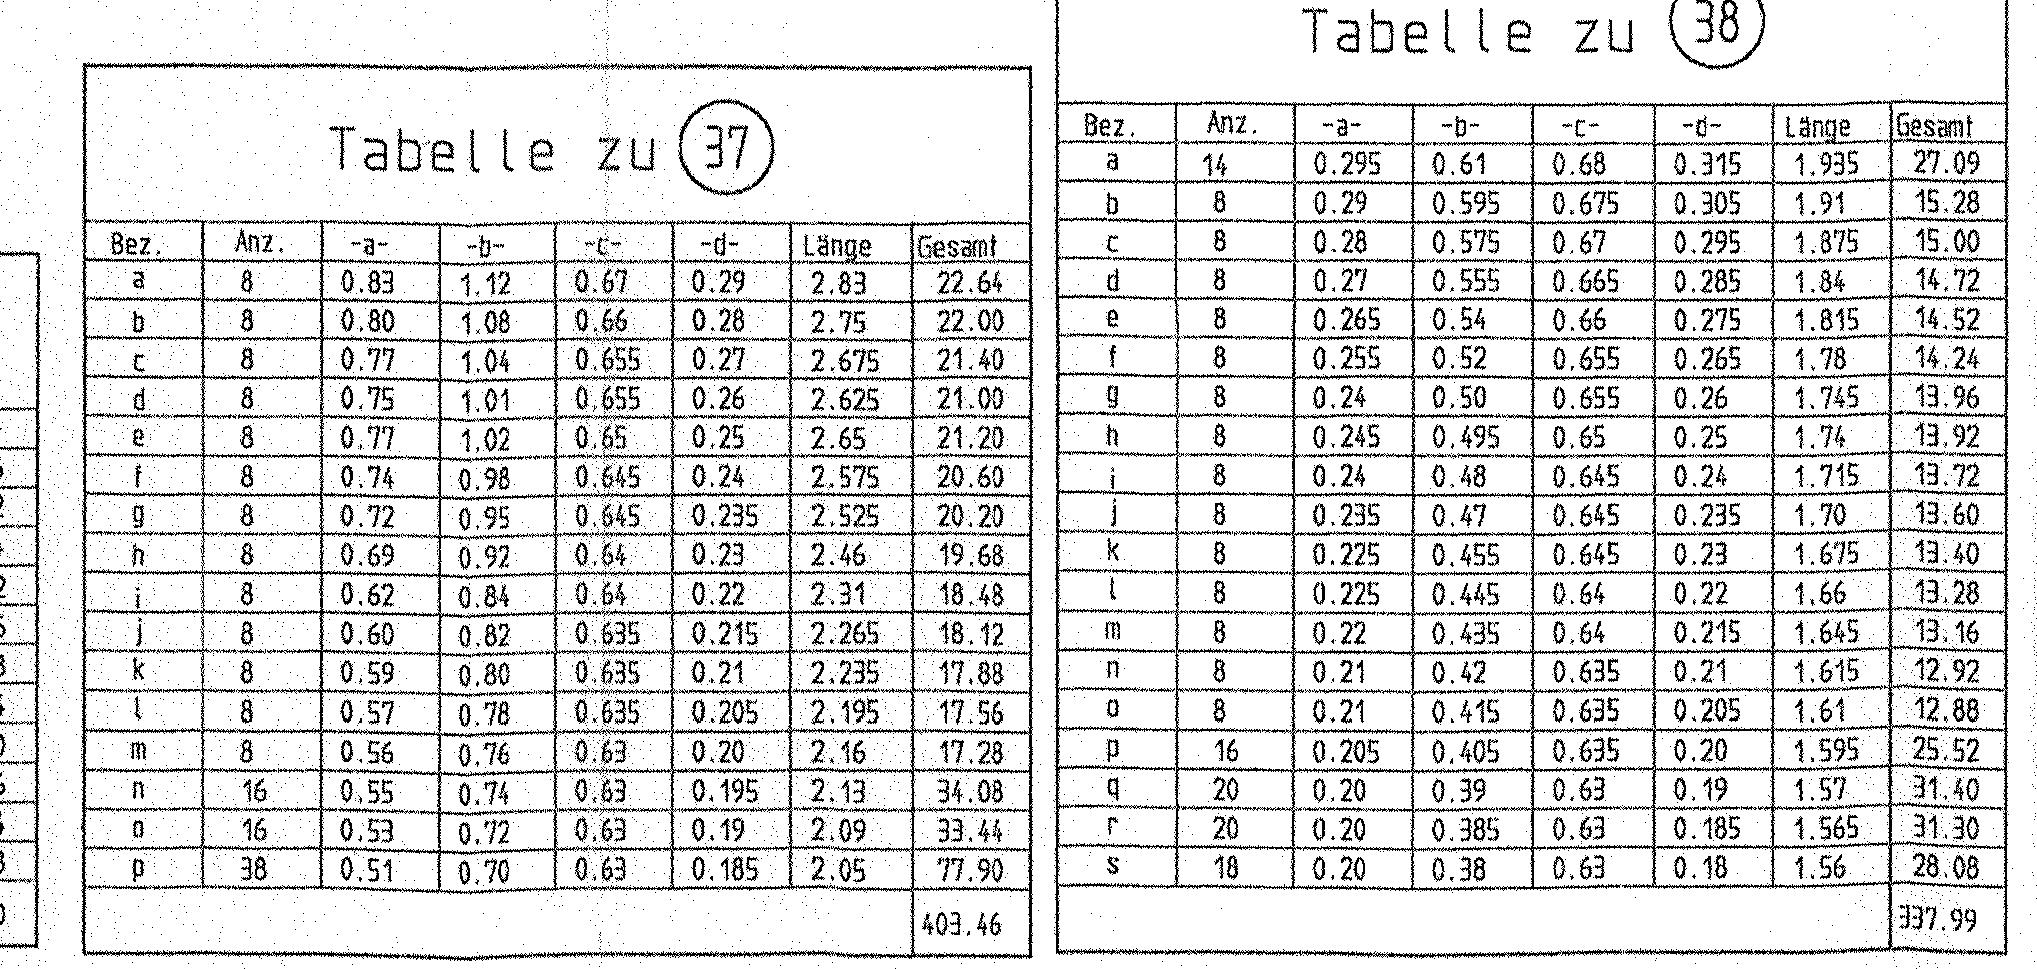 Tabelle zu 37
Bez. Anz. -a- -b- -c- -d- Länge Gesamt
a 8 0.83 1.12 0.67 0.29 2.83 22.64
b 8 0.80 1.08 0.66 0.28 2.75 22.00
c 8 0.77 1.04 0.655 0.27 2.675 21.40
d 8 0.75 1.01 0.655 0.26 2.625 21.00
e 8 0.77 1.02 0.65 0.25 2.65 21.20
f 8 0.74 0.98 0.645 0.24 2.575 20.60
g 8 0.72 0.95 0.645 0.235 2.525 20.20
h 8 0.69 0.92 0.64 0.23 2.46 19.68
i 8 0.62 0.84 0.64 0.22 2.31 18.48
j 8 0.60 0.82 0.635 0.215 2.265 18.12
k 8 0.59 0.80 0.635 0.21 2.235 17.88
l 8 0.57 0.78 0.635 0.205 2.195 17.56
m 8 0.56 0.76 0.63 0.20 2.16 17.28
n 16 0.55 0.74 0.63 0.195 2.13 34.08
o 16 0.53 0.72 0.63 0.19 2.09 33.44
p 38 0.51 0.70 0.63 0.185 2.05 77.90
403.46
Tabelle zu 38
Bez. Anz. -a- -b- -c- -d- Länge Gesamt
a 14 0.295 0.61 0.68 0.315 1.935 27.09
b 8 0.29 0.595 0.675 0.305 1.91 15.28
c 8 0.28 0.575 0.67 0.295 1.875 15.00
d 8 0.27 0.555 0.665 0.285 1.84 14.72
e 8 0.265 0.54 0.66 0.275 1.815 14.52
f 8 0.255 0.52 0.655 0.265 1.78 14.24
g 8 0.24 0.50 0.655 0.26 1.745 13.96
h 8 0.245 0.495 0.65 0.25 1.74 13.92
i 8 0.24 0.48 0.645 0.24 1.715 13.72
j 8 0.235 0.47 0.645 0.235 1.70 13.60
k 8 0.225 0.455 0.645 0.23 1.675 13.40
l 8 0.225 0.445 0.64 0.22 1.66 13.28
m 8 0.22 0.435 0.64 0.215 1.645 13.16
n 8 0.21 0.42 0.635 0.21 1.615 12.92
o 8 0.21 0.415 0.635 0.205 1.61 12.88
p 16 0.205 0.405 0.635 0.20 1.595 25.52
q 20 0.20 0.39 0.63 0.19 1.57 31.40
r 20 0.20 0.385 0.63 0.185 1.565 31.30
s 18 0.20 0.38 0.63 0.18 1.56 28.08
337.99